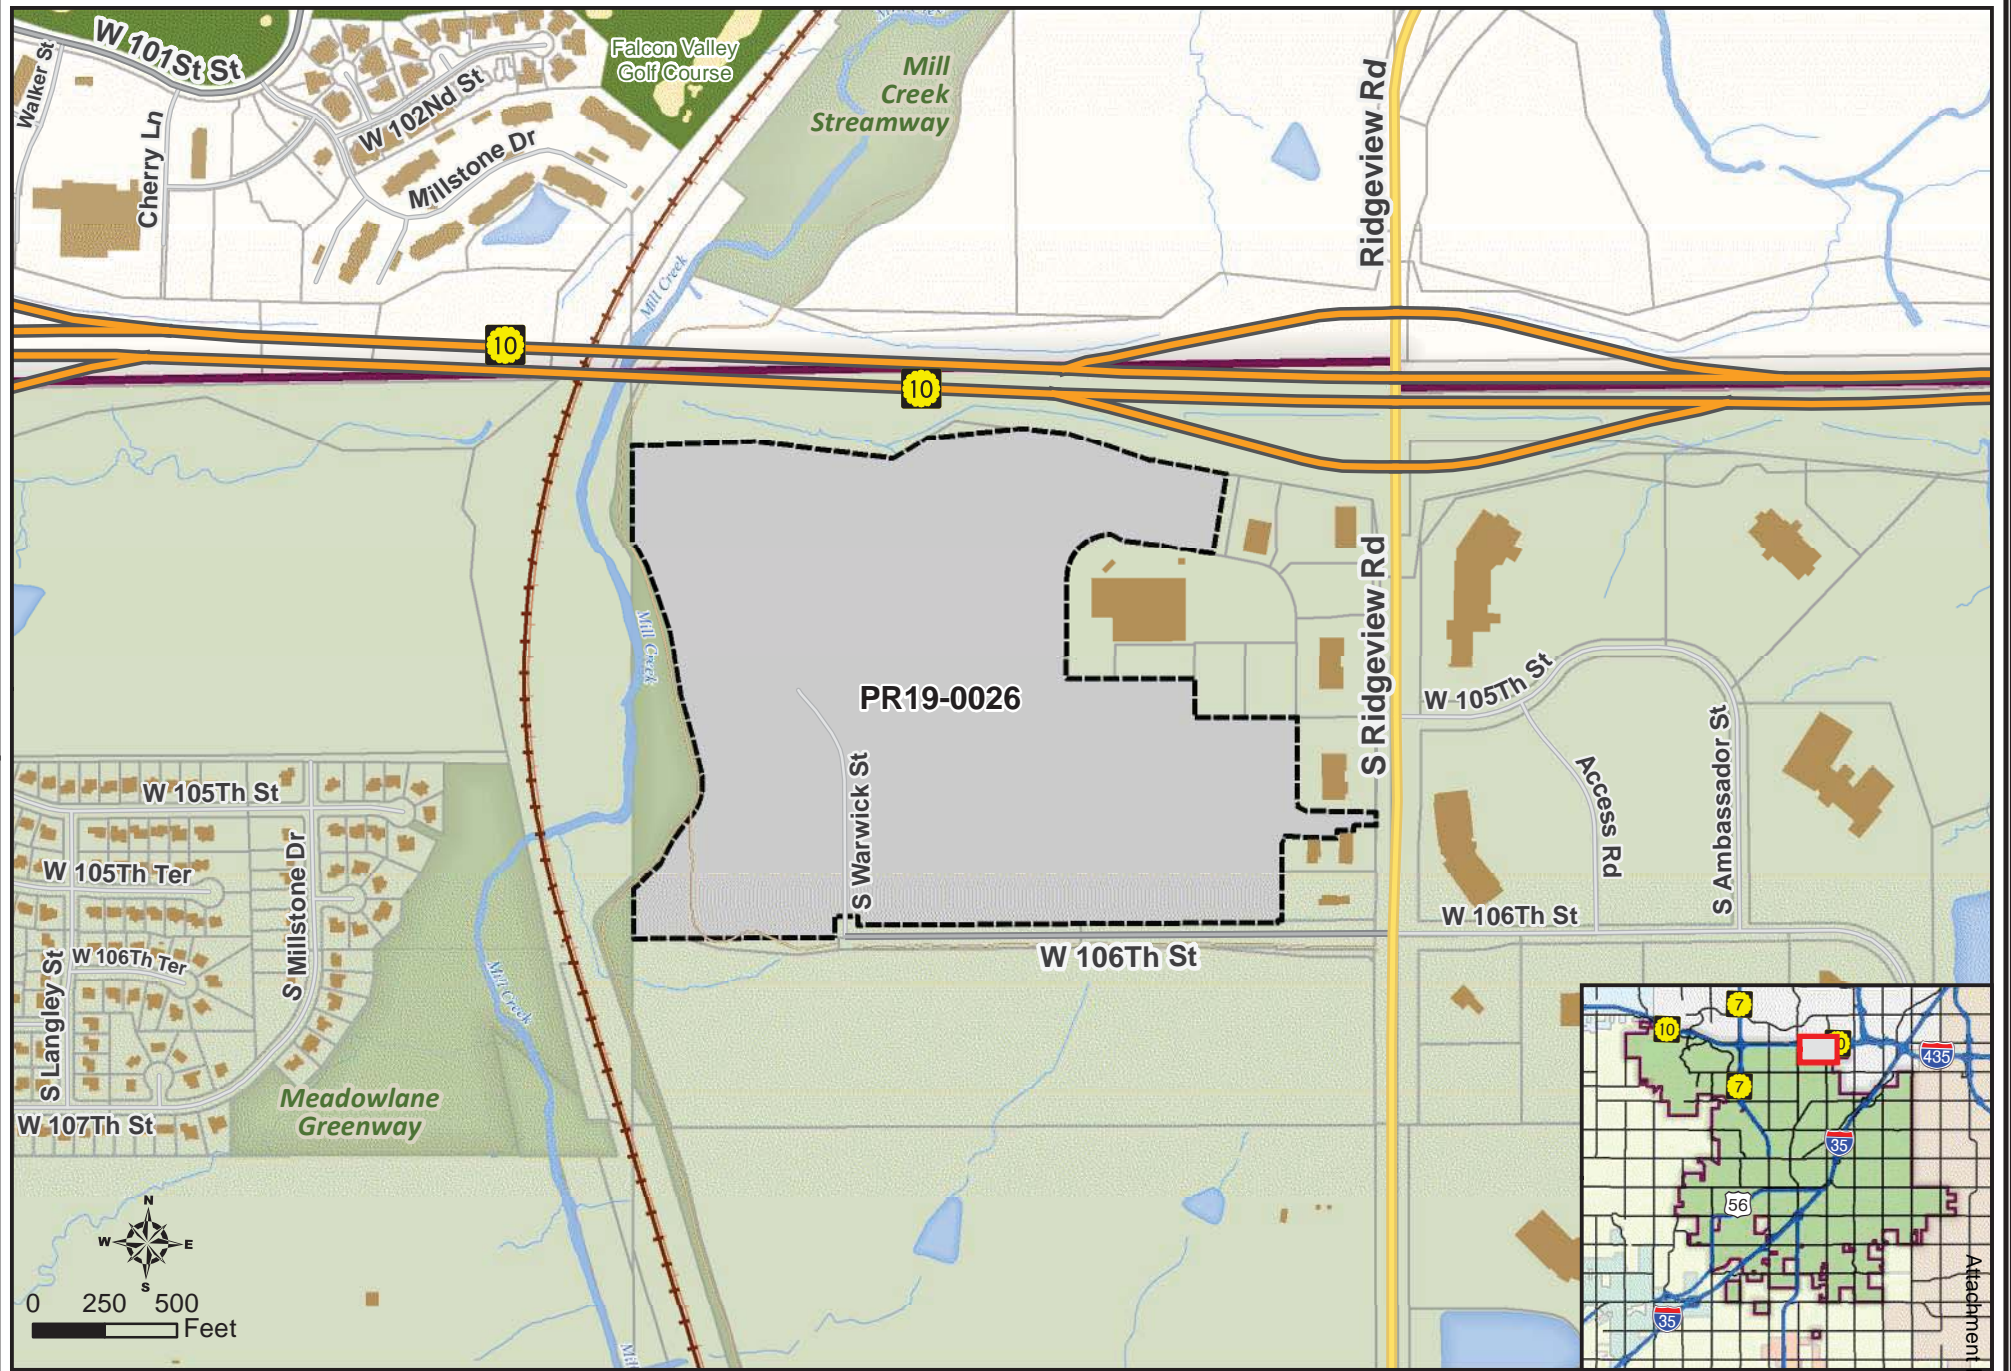 W 101St St
Walker St
Cherry Ln
W 102Nd St
Millstone Dr
Falcon Valley
Golf Course
Mill
Creek
Streamway
Ridgeview Rd
Mill Creek
10
10
S Ridgeview Rd
Mill Creek
PR19-0026
S Warwick St
W 105Th St
Access Rd
S Ambassador St
W 106Th St
W 106Th St
W 105Th St
W 105Th Ter
S Millstone Dr
W 106Th Ter
S Langley St
W 107Th St
Mill Creek
Meadowlane
Greenway
N
W E
S
0 250 500
Feet
7
10
435
7
35
56
35
Attachment